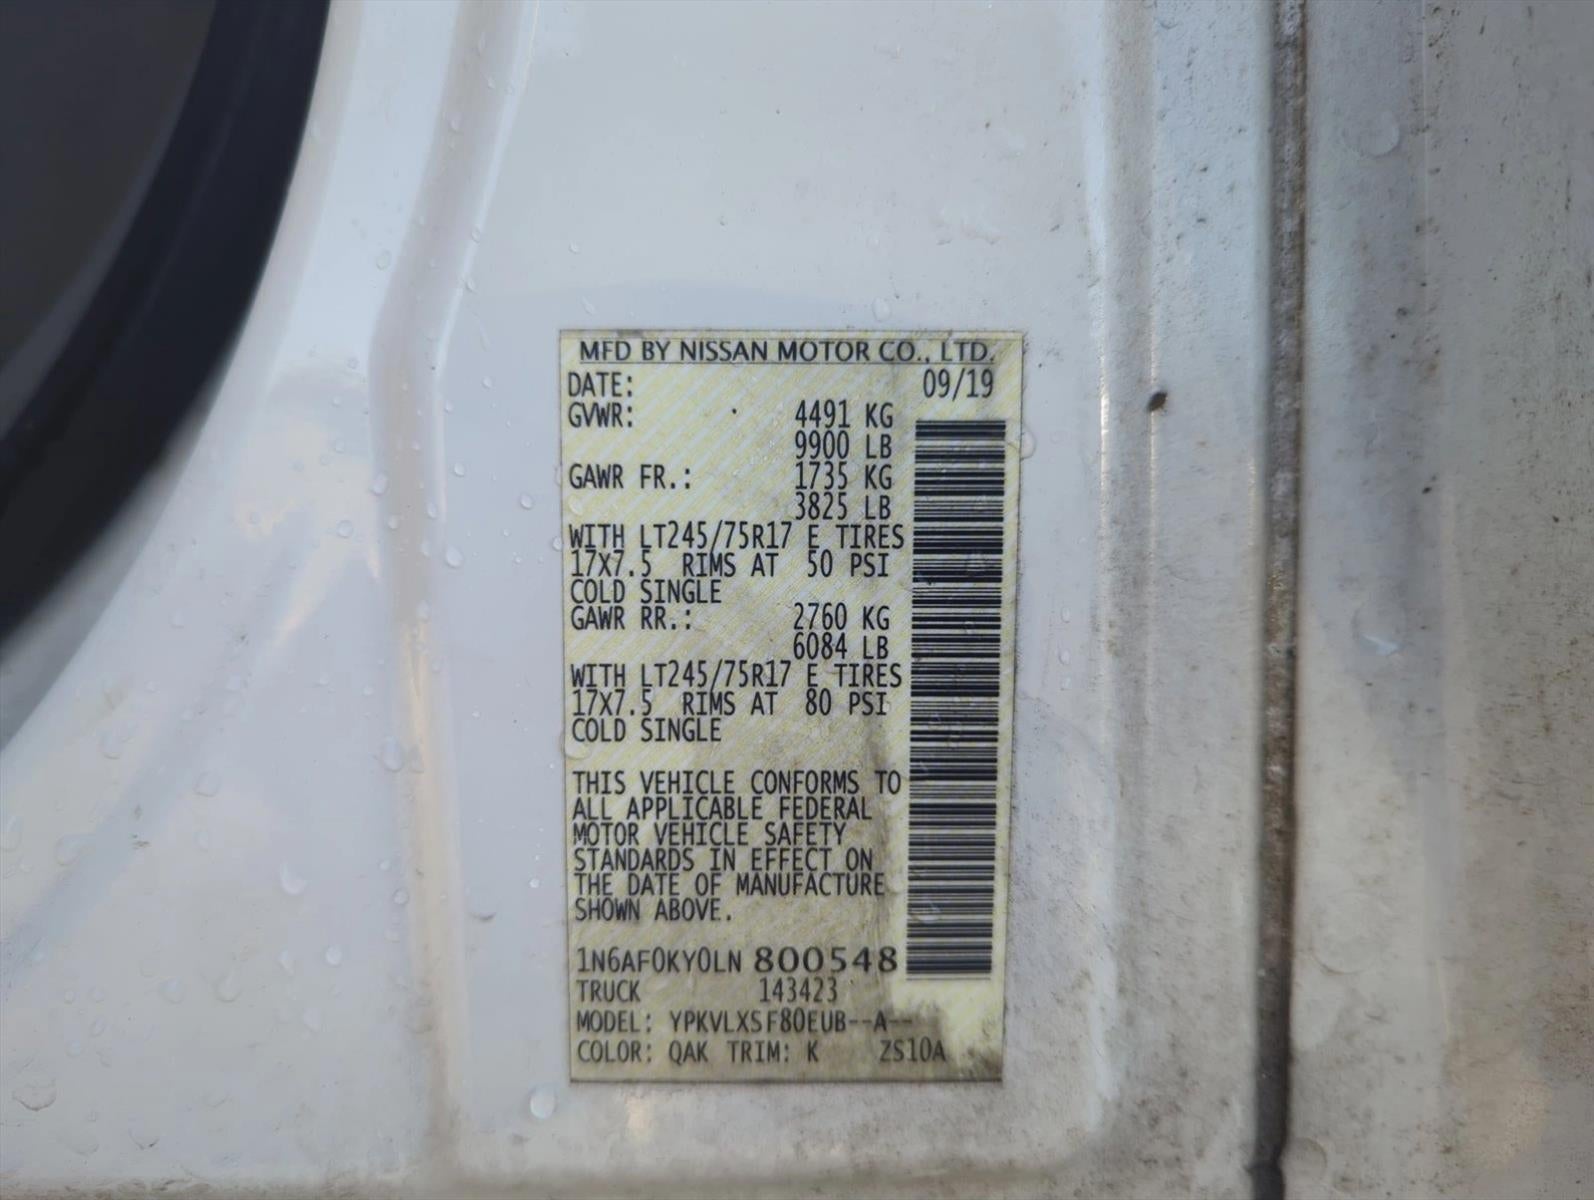 MFD BY NISSAN MOTOR CO., LTD.
DATE: 09/19
GVWR: 4491 KG
9900 LB
GAWR FR.: 1735 KG
3825 LB
WITH LT245/75R17 E TIRES
17X7.5 RIMS AT 50 PSI
COLD SINGLE
GAWR RR.: 2760 KG
6084 LB
WITH LT245/75R17 E TIRES
17X7.5 RIMS AT 80 PSI
COLD SINGLE
THIS VEHICLE CONFORMS TO
ALL APPLICABLE FEDERAL
MOTOR VEHICLE SAFETY
STANDARDS IN EFFECT ON
THE DATE OF MANUFACTURE
SHOWN ABOVE.
1N6AF0KY0LN 800548
TRUCK 143423
MODEL: YPKVLXSF80EUB--A--
COLOR: QAK TRIM: K ZS10A